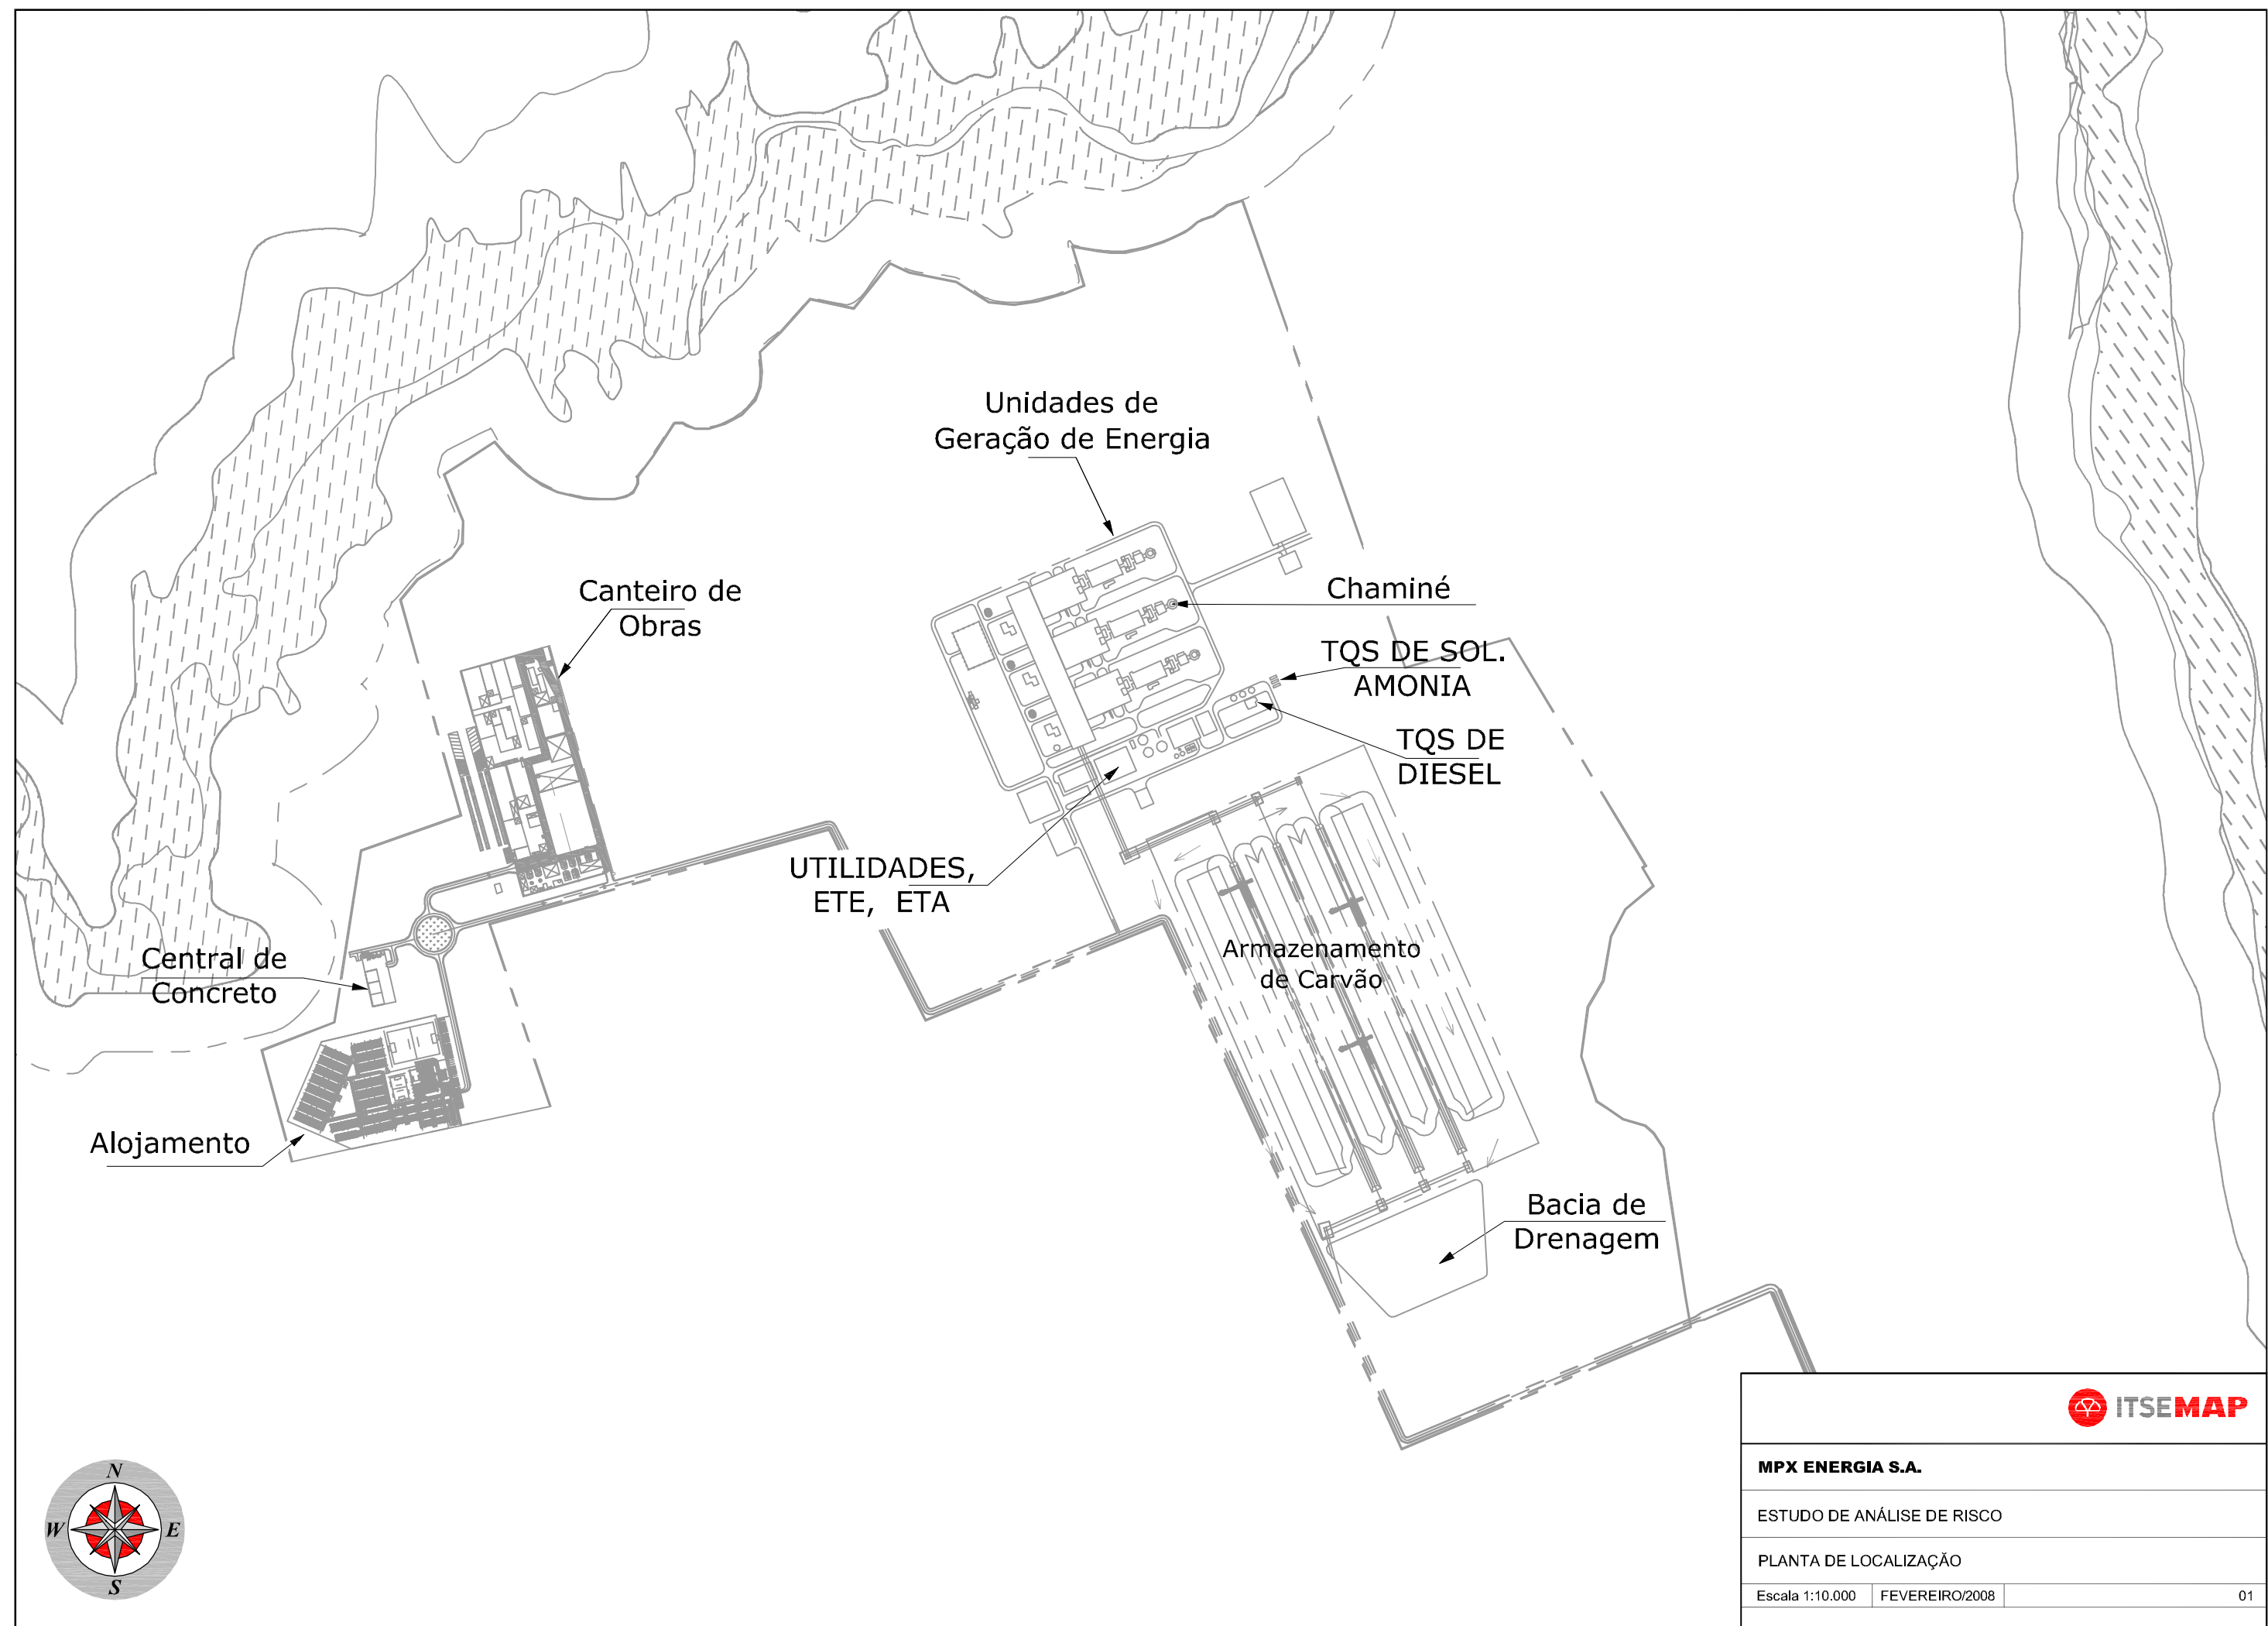 Unidades de
Geração de Energia
Canteiro de
Obras
Chaminé
TQS DE SOL.
AMONIA
TQS DE
DIESEL
UTILIDADES,
ETE, ETA
Armazenamento
de Carvão
Central de
Concreto
Alojamento
Bacia de
Drenagem
N
W
E
S
ITSEMAP
MPX ENERGIA S.A.
ESTUDO DE ANÁLISE DE RISCO
PLANTA DE LOCALIZAÇÃO
Escala 1:10.000 FEVEREIRO/2008 01